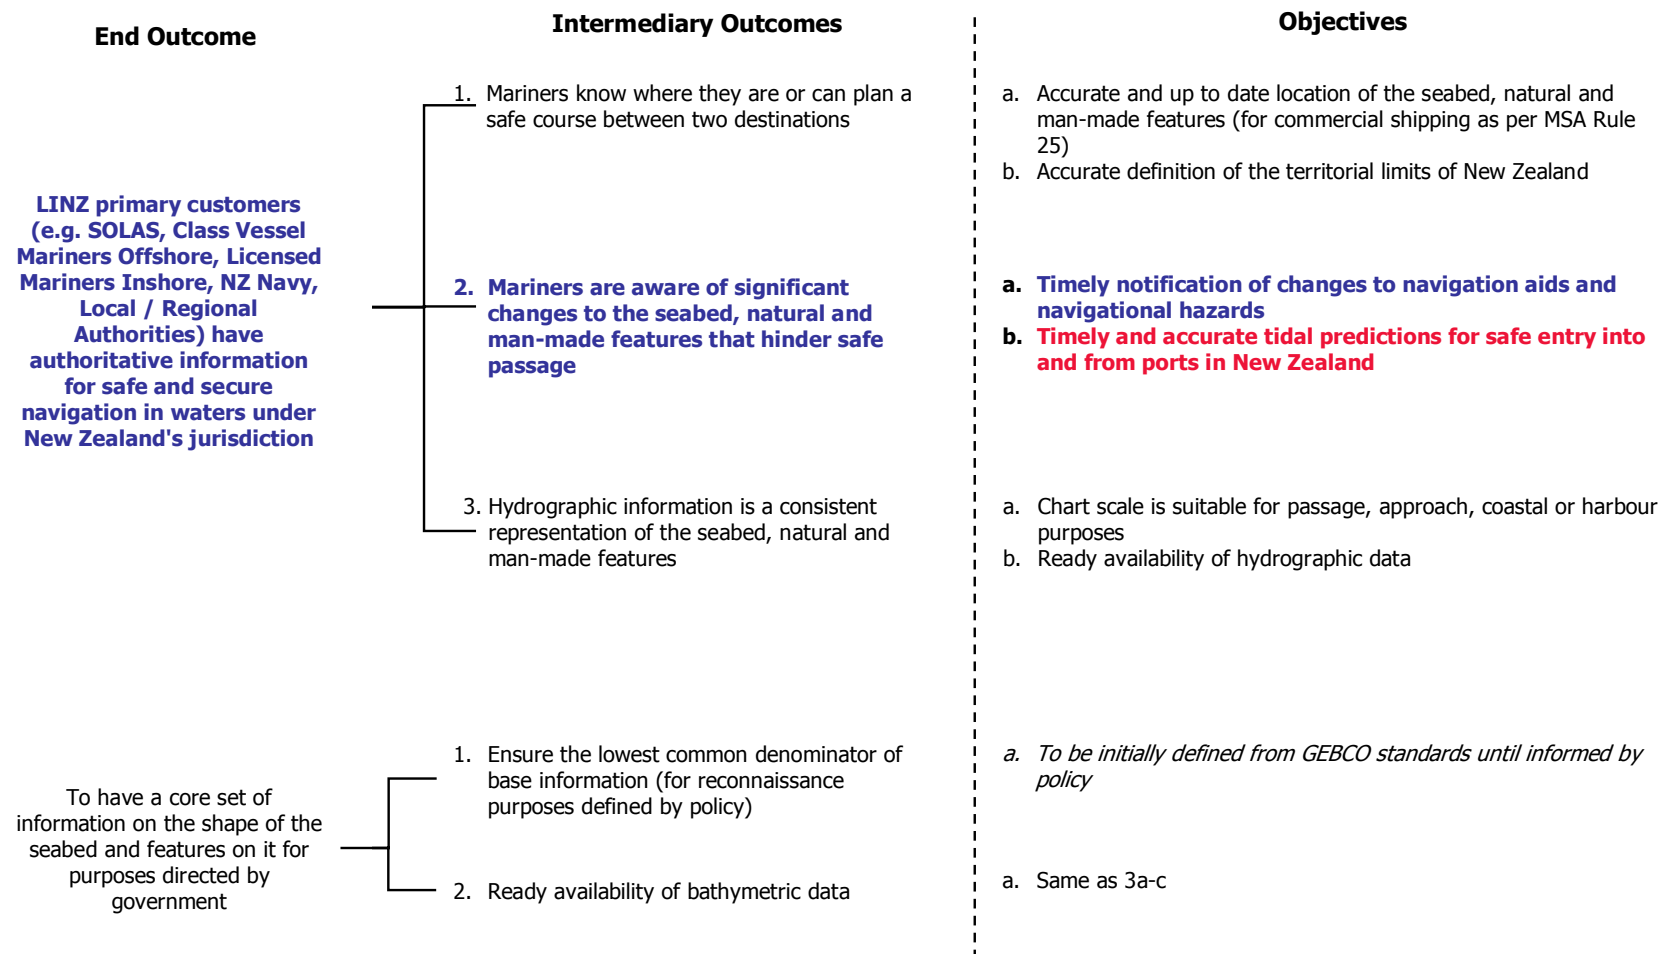 End Outcome
Intermediary Outcomes
Objectives
LINZ primary customers
(e.g. SOLAS, Class Vessel
Mariners Offshore, Licensed
Mariners Inshore, NZ Navy,
Local / Regional
Authorities) have
authoritative information
for safe and secure
navigation in waters under
New Zealand's jurisdiction
1. Mariners know where they are or can plan a
safe course between two destinations
a. Accurate and up to date location of the seabed, natural and
man-made features (for commercial shipping as per MSA Rule
25)
b. Accurate definition of the territorial limits of New Zealand
2. Mariners are aware of significant
changes to the seabed, natural and
man-made features that hinder safe
passage
a. Timely notification of changes to navigation aids and
navigational hazards
b. Timely and accurate tidal predictions for safe entry into
and from ports in New Zealand
3. Hydrographic information is a consistent
representation of the seabed, natural and
man-made features
a. Chart scale is suitable for passage, approach, coastal or harbour
purposes
b. Ready availability of hydrographic data
To have a core set of
information on the shape of the
seabed and features on it for
purposes directed by
government
1. Ensure the lowest common denominator of
base information (for reconnaissance
purposes defined by policy)
a. To be initially defined from GEBCO standards until informed by
policy
2. Ready availability of bathymetric data
a. Same as 3a-c